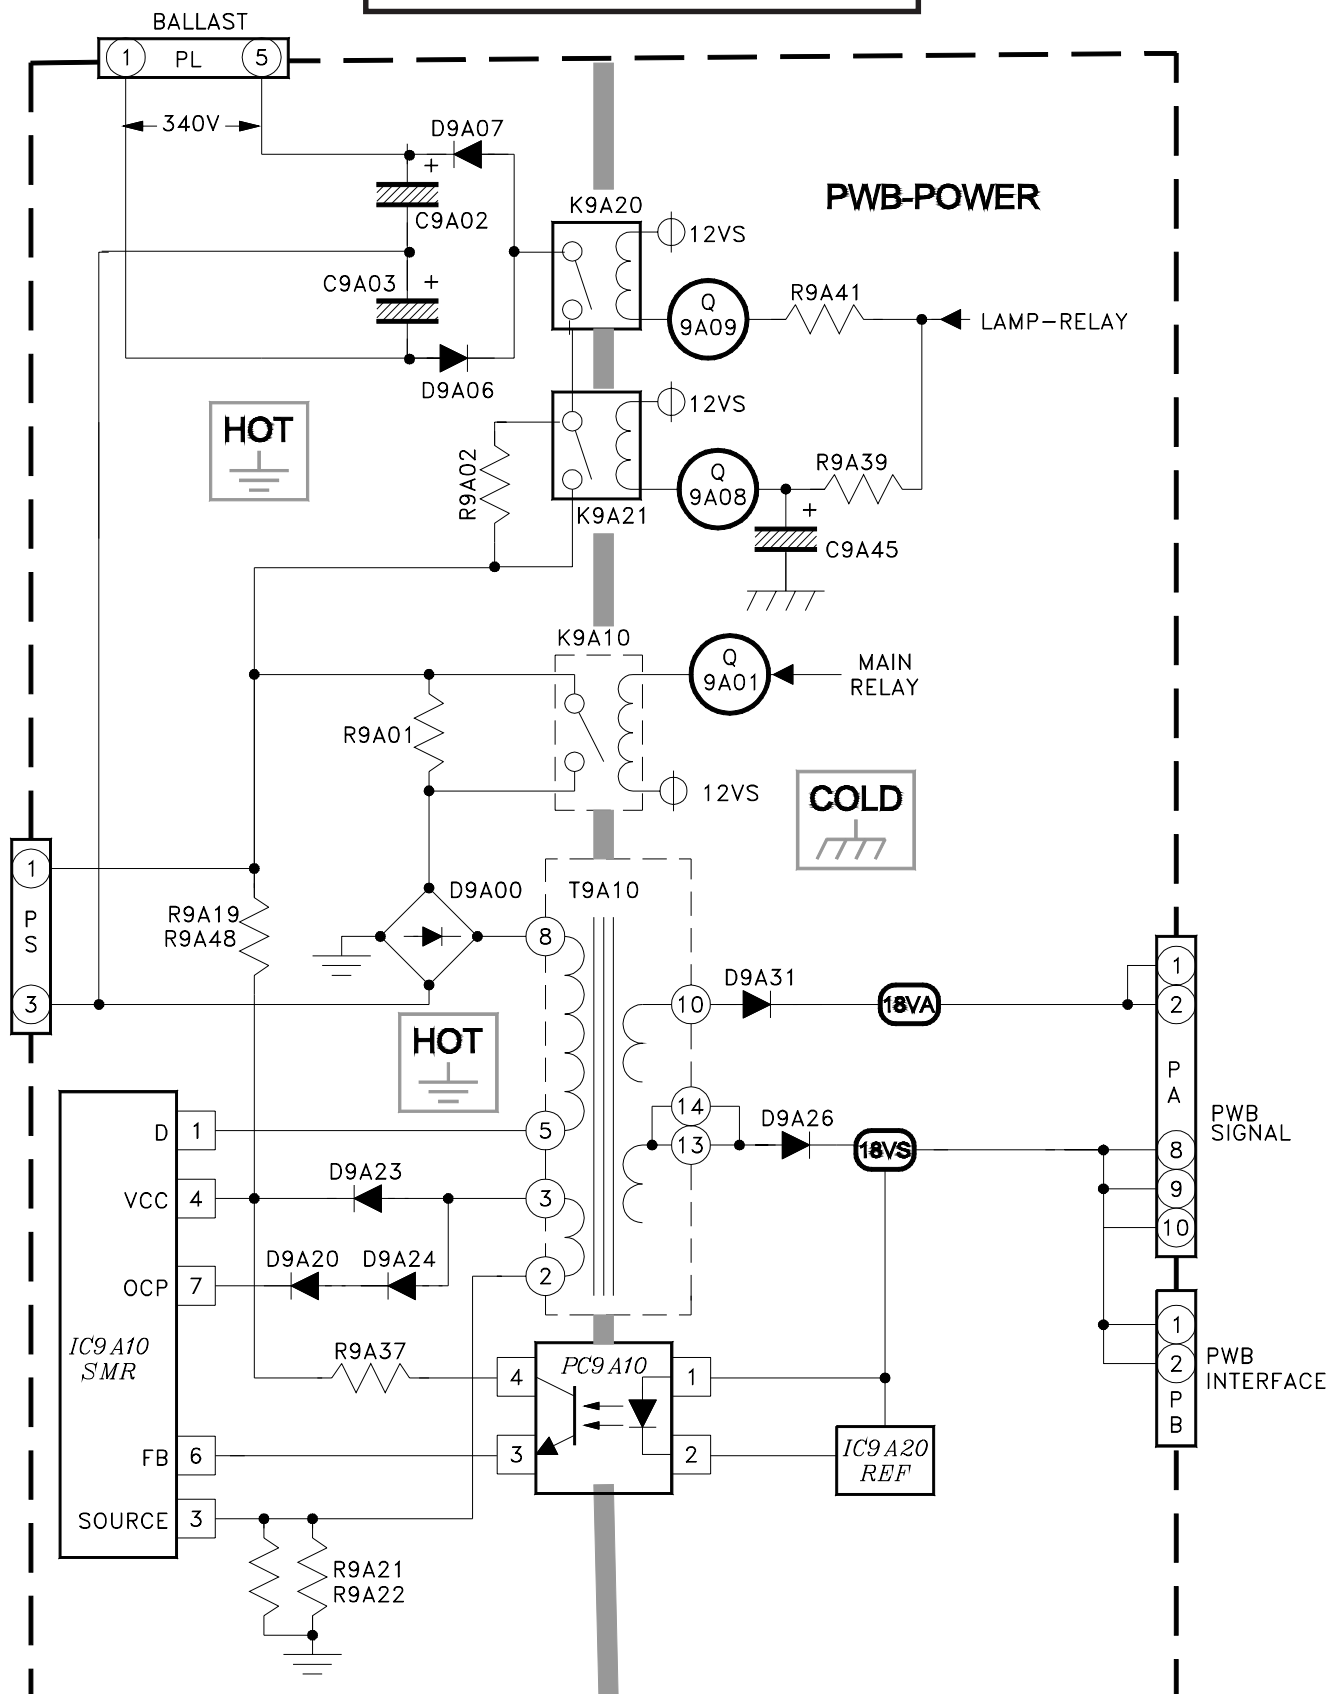 BALLAST
1 PL 5
340V
D9A07
+
C9A02
K9A20
12VS
PWB-POWER
C9A03 +
Q
9A09
R9A41
LAMP-RELAY
D9A06
HOT
12VS
R9A02
Q
9A08
R9A39
K9A21
+
C9A45
K9A10
Q
9A01
MAIN
RELAY
R9A01
12VS
COLD
1
P
S
3
R9A19
R9A48
D9A00
T9A10
8
HOT
D9A31
10
18VA
1
2
P
A
8
9
10
PWB
SIGNAL
14
13
D9A26
18VS
D 1
5
D9A23
VCC 4
3
D9A20 D9A24
OCP 7
2
IC9A10
SMR
R9A37
4
PC9A10
1
1
2
P
B
PWB
INTERFACE
FB 6
3
2
IC9A20
REF
SOURCE 3
R9A21
R9A22